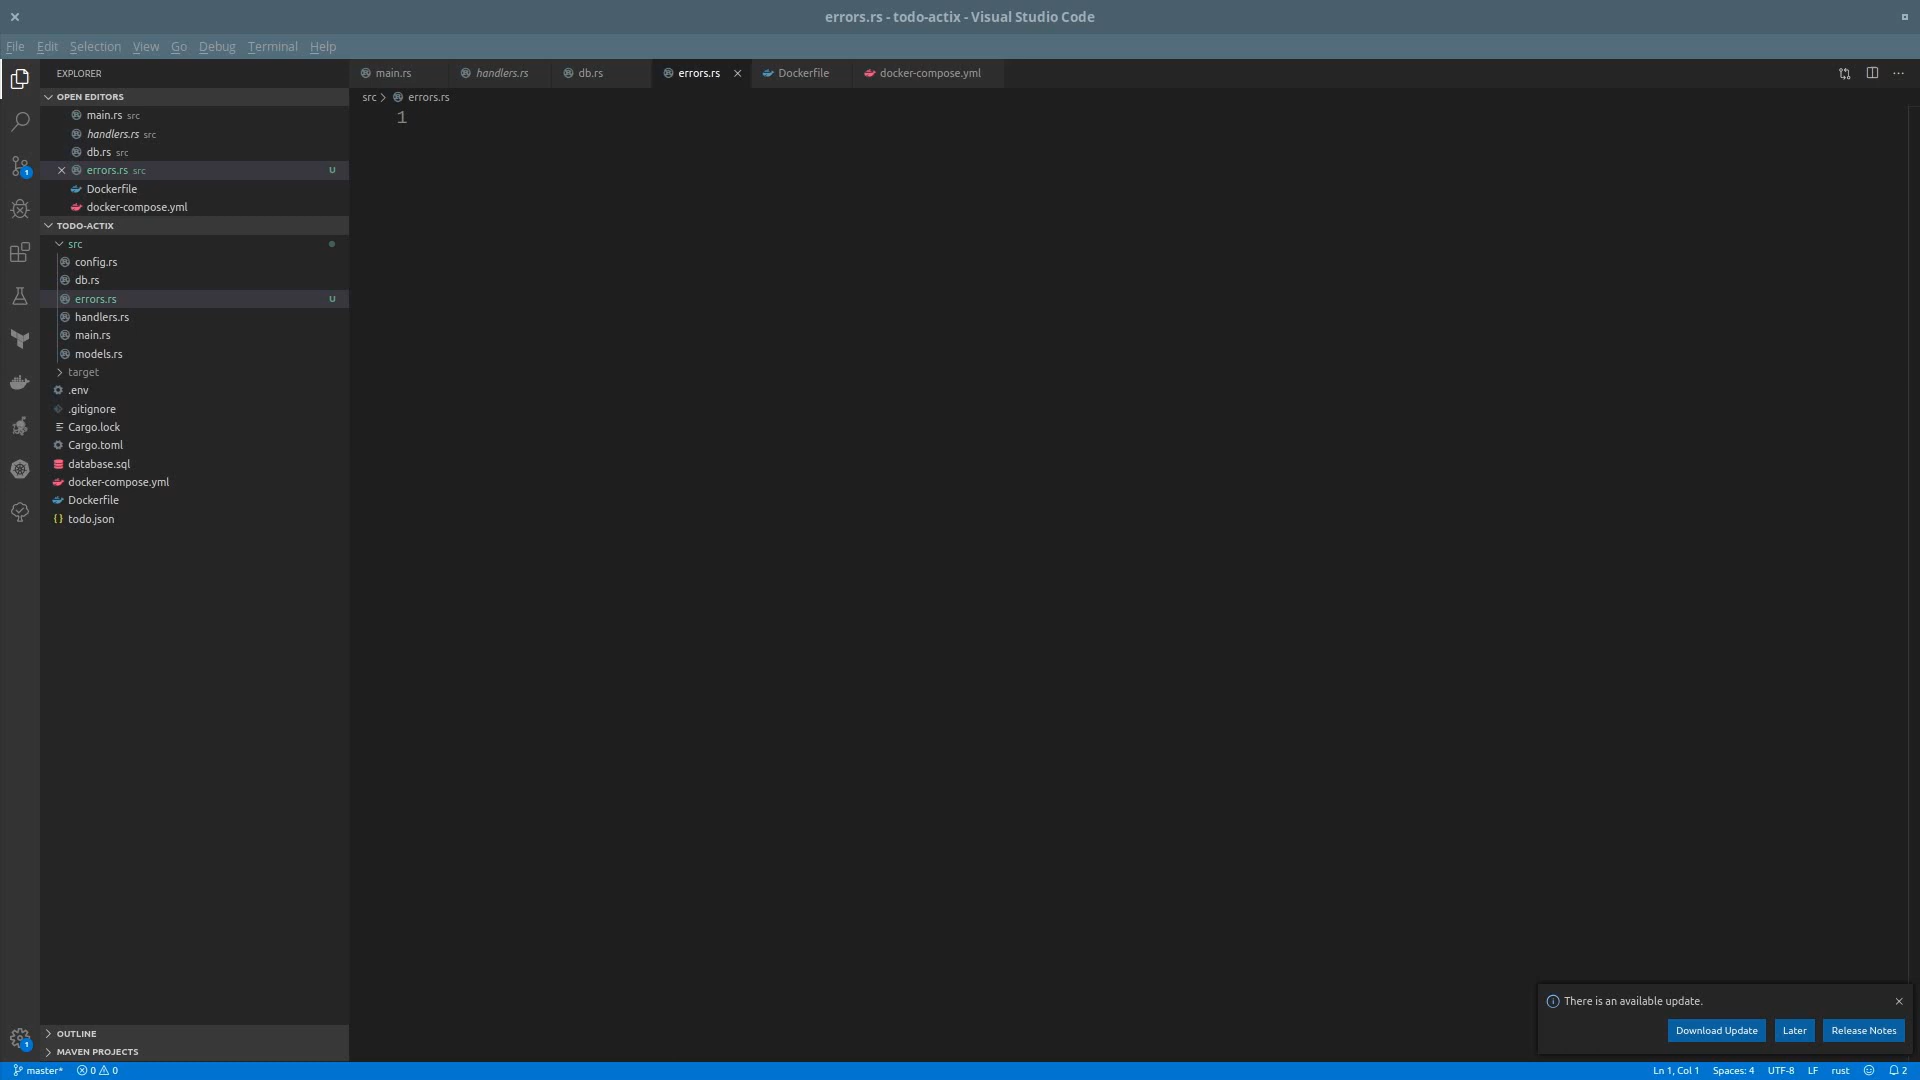 errors.rs - todo-actix - Visual Studio Code
File Edit Selection View Go Debug Terminal Help
EXPLORER
main.rs handlers.rs db.rs errors.rs Dockerfile docker-compose.yml
OPEN EDITORS
src errors.rs
1
main.rs src
handlers.rs src
db.rs src
errors.rs src U
Dockerfile
docker-compose.yml
TODO-ACTIX
src
config.rs
db.rs
errors.rs U
handlers.rs
main.rs
models.rs
target
.env
.gitignore
Cargo.lock
Cargo.toml
database.sql
docker-compose.yml
Dockerfile
todo.json
1
There is an available update.
Download Update Later Release Notes
OUTLINE
1
MAVEN PROJECTS
master* 0 0 Ln 1, Col 1 Spaces: 4 UTF-8 LF rust 2